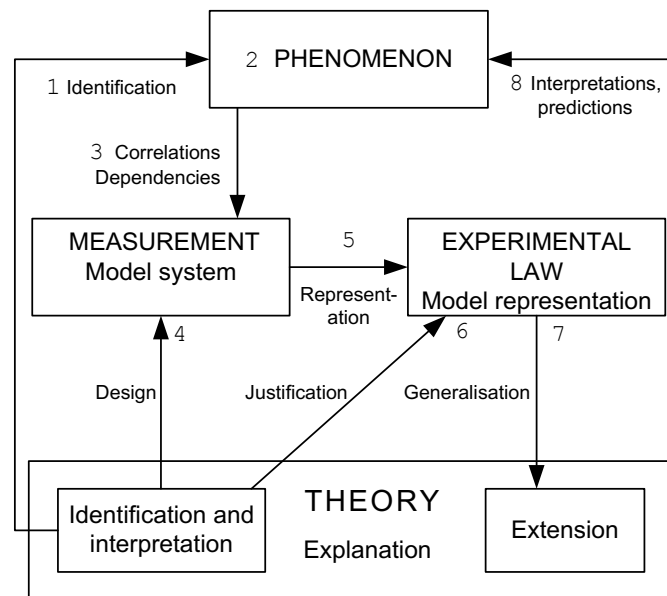 2 PHENOMENON
1 Identification
8 Interpretations,
predictions
3 Correlations
Dependencies
MEASUREMENT
Model system
5
Represent-
ation
EXPERIMENTAL
LAW
Model representation
4
6
7
Design
Justification
Generalisation
Identification and
interpretation
THEORY
Explanation
Extension